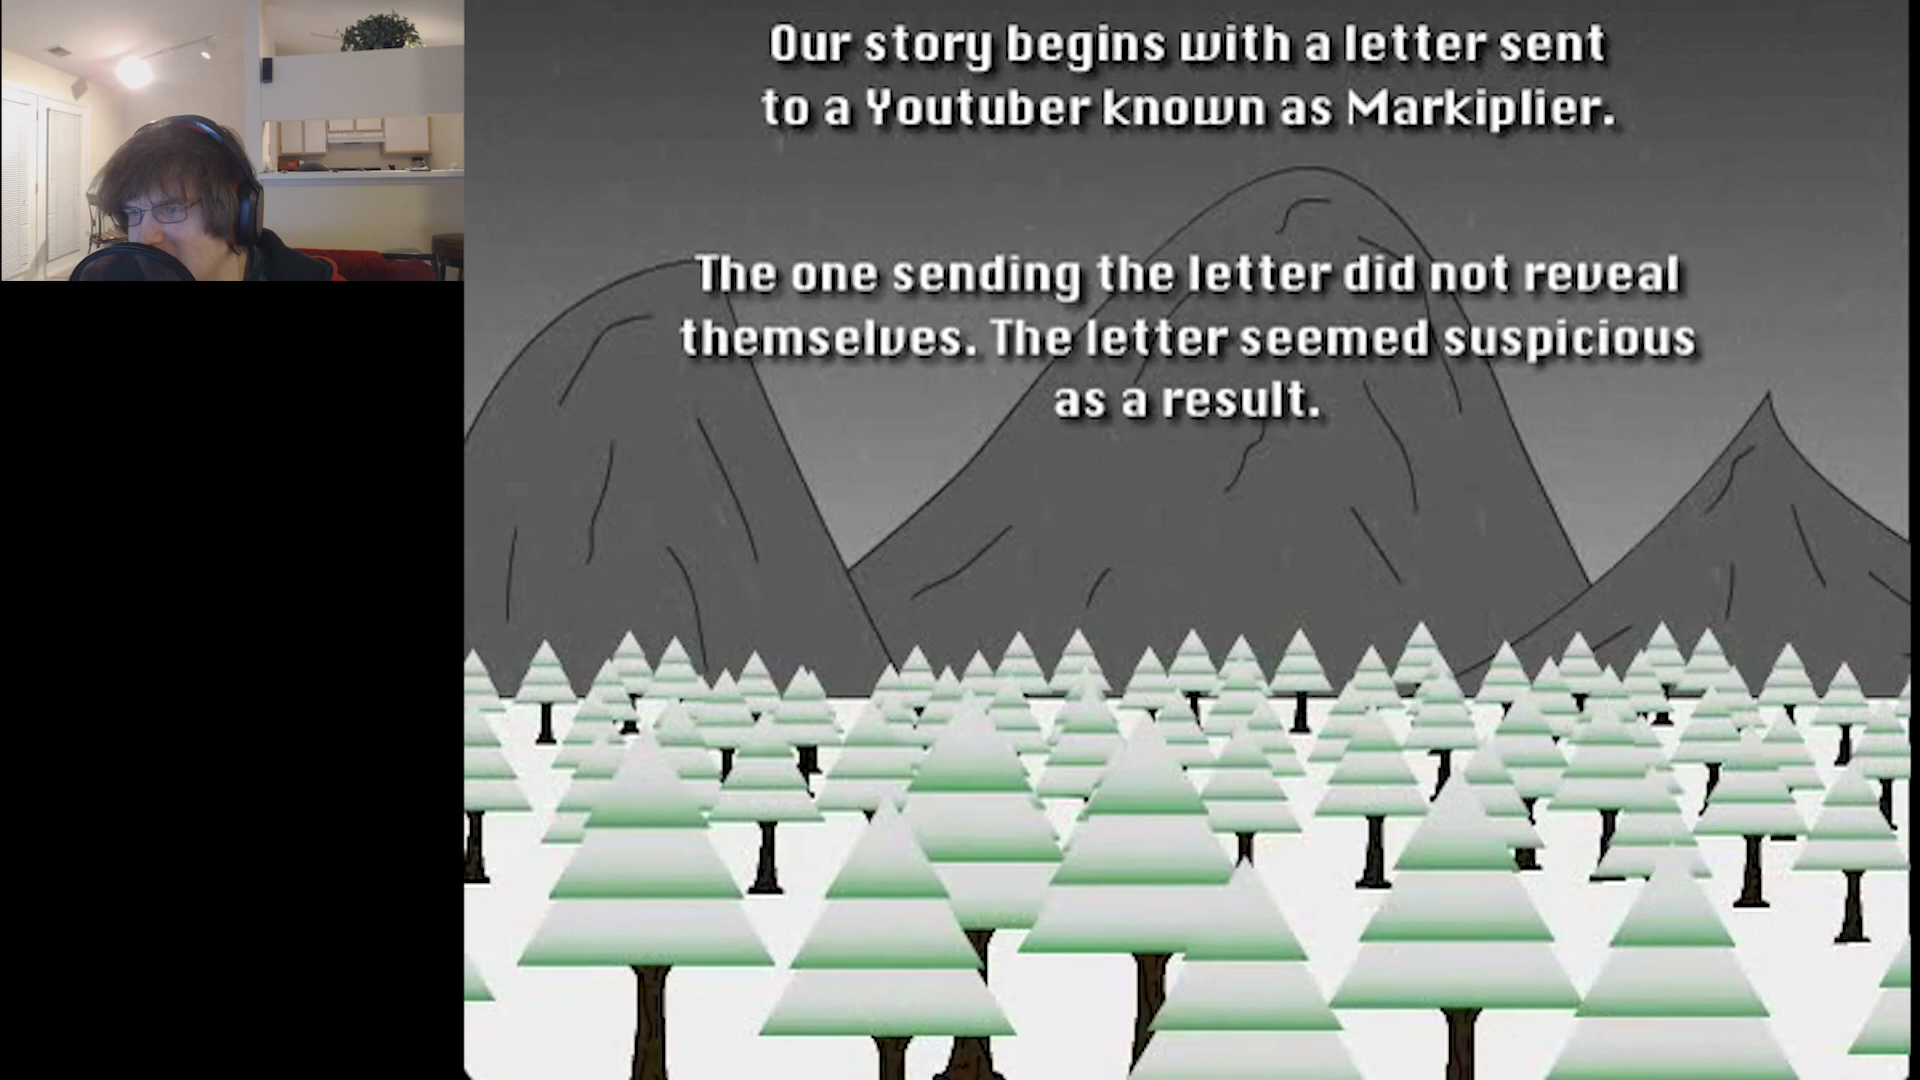 Our story begins with a letter sent
to a Youtuber known as Markiplier.
The one sending the letter did not reveal
themselves. The letter seemed suspicious
as a result.